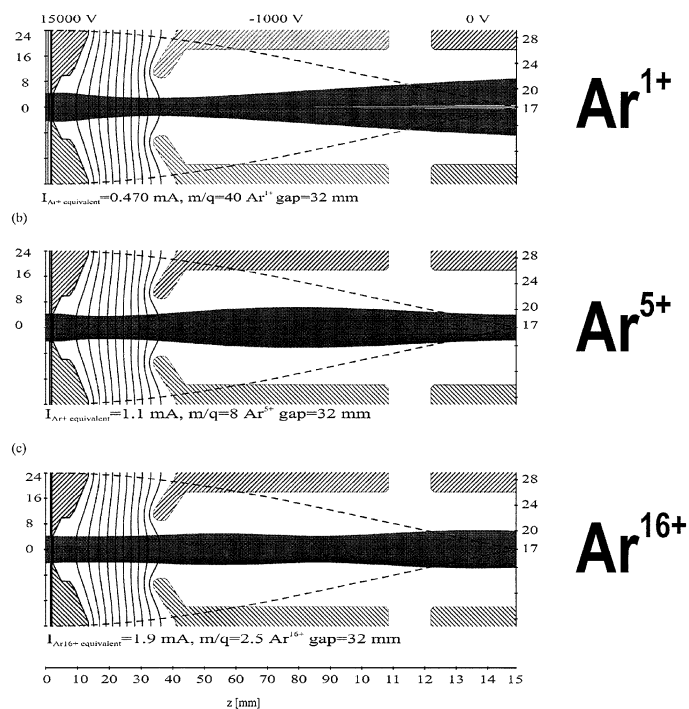 15000 V -1000 V 0 V
24 28
16 24
8 20
0 17
Ar1+
IAr+ equivalent=0.470 mA, m/q=40 Ar1+ gap=32 mm
(b)
24 28
16 24
8 20
0 17
Ar5+
IAr+ equivalent=1.1 mA, m/q=8 Ar5+ gap=32 mm
(c)
24 28
16 24
8 20
0 17
Ar16+
IAr16+ equivalent=1.9 mA, m/q=2.5 Ar16+ gap=32 mm
0 10 20 30 40 50 60 70 80 90 10 11 12 13 14 15
z [mm]